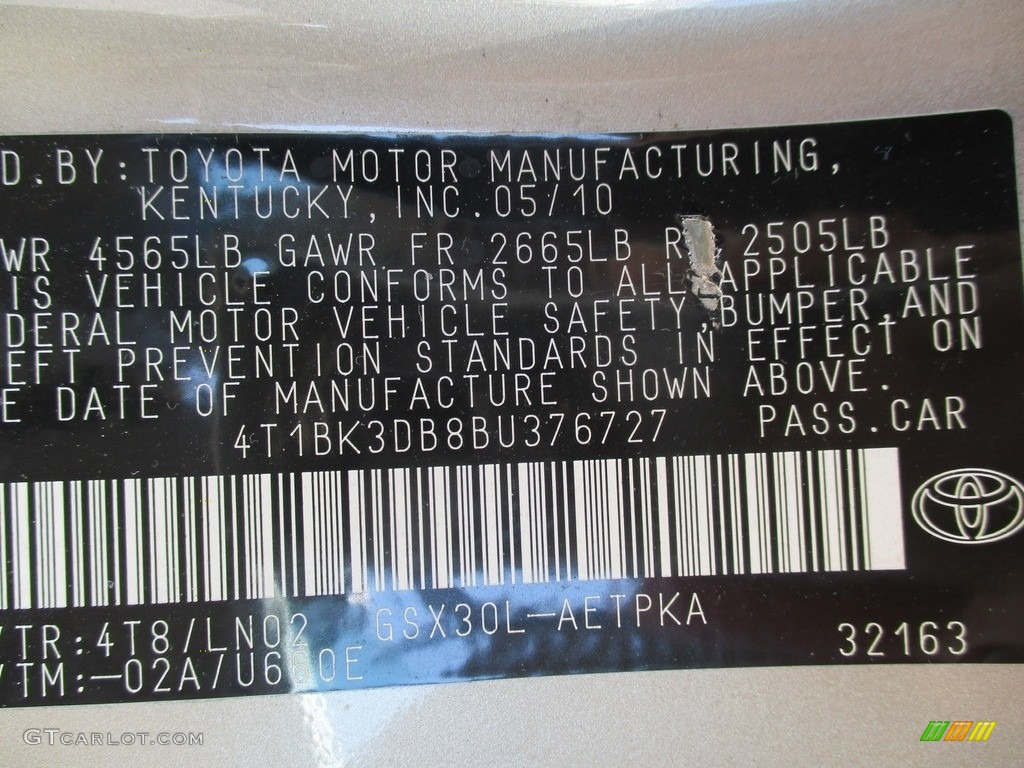 D.BY:TOYOTA MOTOR MANUFACTURING,
KENTUCKY,INC.05/10
WR 4565LB GAWR FR 2665LB R 2505LB
IS VEHICLE CONFORMS TO ALL APPLICABLE
DERAL MOTOR VEHICLE SAFETY,BUMPER,AND
EFT PREVENTION STANDARDS IN EFFECT ON
E DATE OF MANUFACTURE SHOWN ABOVE.
4T1BK3DB8BU376727 PASS.CAR
/TR:4T8/LN02 GSX30L-AETPKA
/TM:-02A/U660E 32163
GTCARLOT.COM